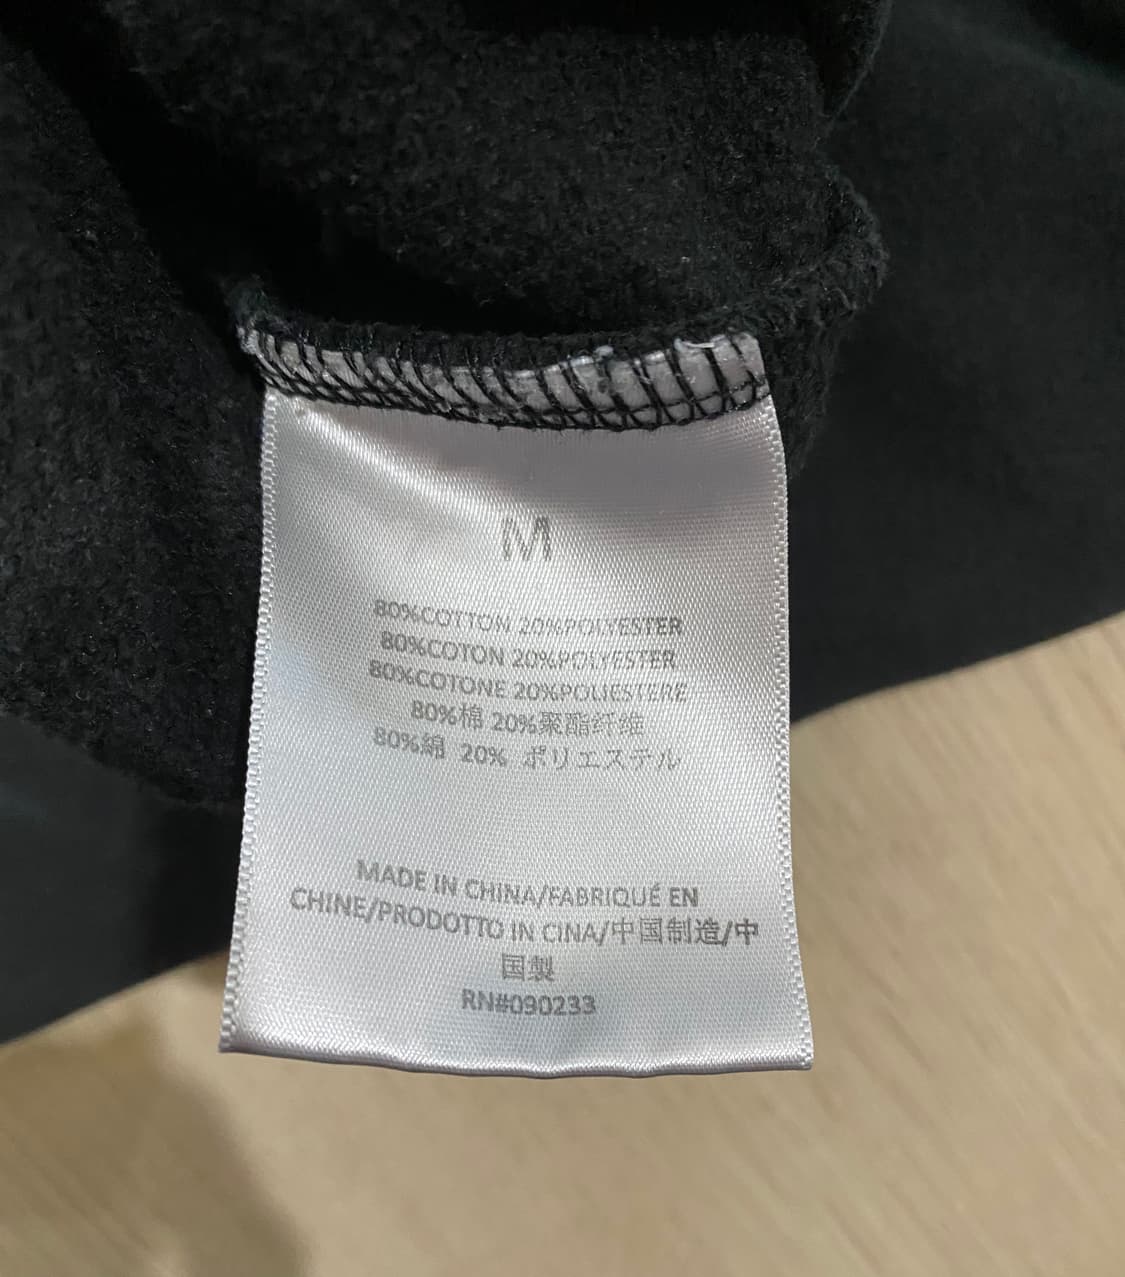 M
80%COTTON 20%POLYESTER
80%COTON 20%POLYESTER
80%COTONE 20%POLIESTERE
80%棉 20%聚酯纤维
80%綿 20% ポリエステル
MADE IN CHINA/FABRIQUÉ EN
CHINE/PRODOTTO IN CINA/中国制造/中
国製
RN#090233